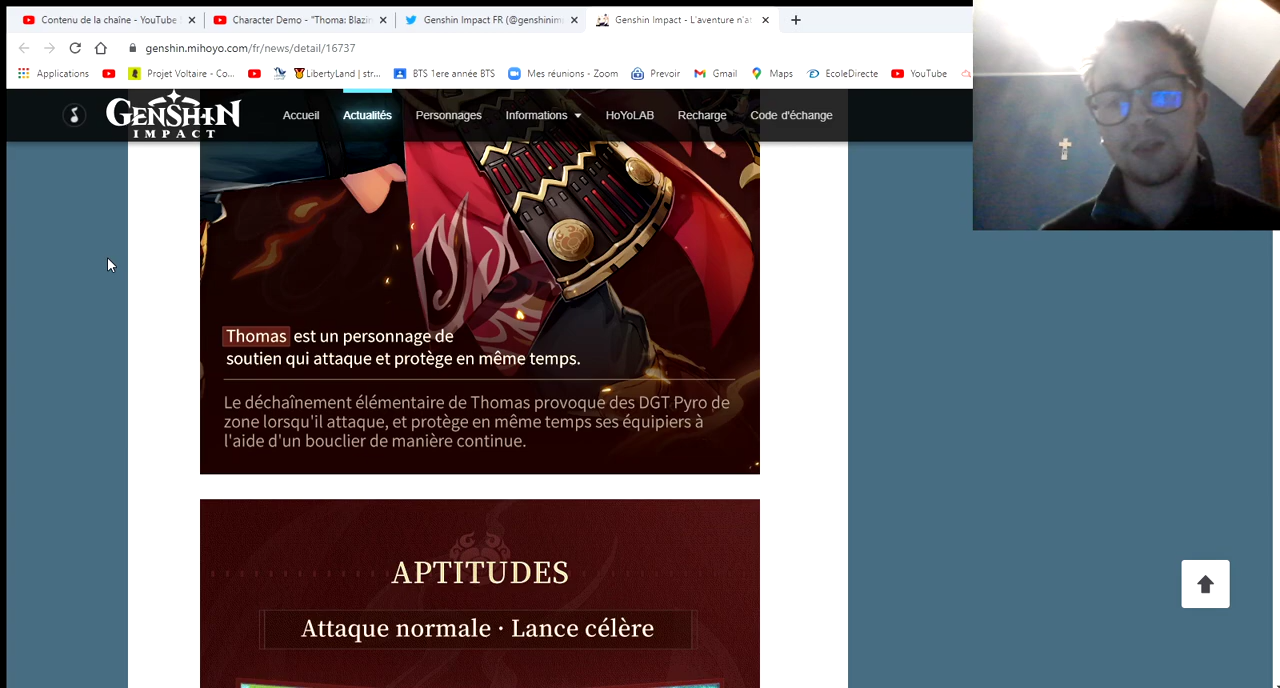 Contenu de la chaîne - YouTube
Character Demo - "Thoma: Blazin
Genshin Impact FR (@genshinim
Genshin Impact - L'aventure n'at
genshin.mihoyo.com/fr/news/detail/16737
Applications
Projet Voltaire - Co...
LibertyLand | str...
BTS 1ere année BTS
Mes réunions - Zoom
Prevoir
Gmail
Maps
EcoleDirecte
YouTube
GENSHIN
IMPACT
Accueil
Actualités
Personnages
Informations
HoYoLAB
Recharge
Code d'échange
Thomas est un personnage de
soutien qui attaque et protège en même temps.
Le déchaînement élémentaire de Thomas provoque des DGT Pyro de
zone lorsqu'il attaque, et protège en même temps ses équipiers à
l'aide d'un bouclier de manière continue.
APTITUDES
Attaque normale · Lance célère